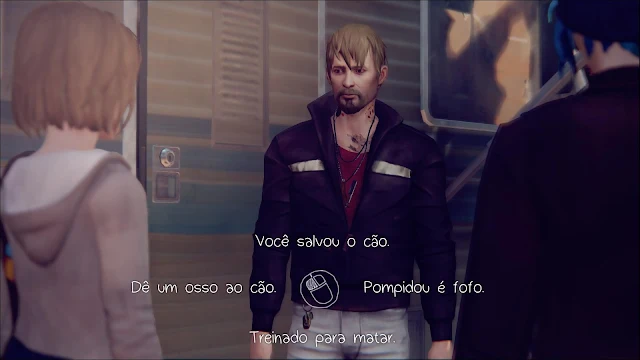 Você salvou o cão.
Dê um osso ao cão.
Pompidou é fofo.
Treinado para matar.